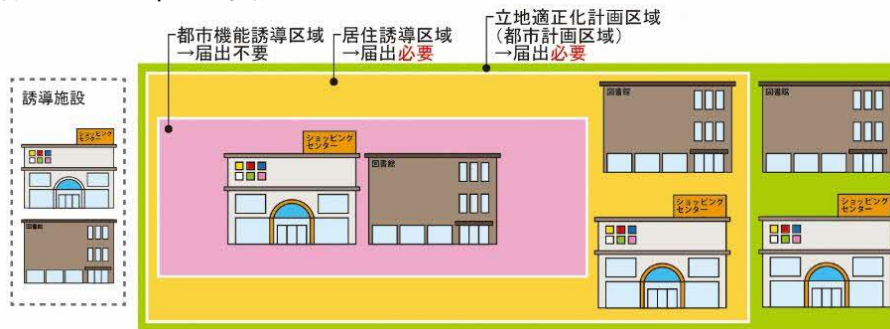 都市機能誘導区域
→届出不要
居住誘導区域
→届出必要
立地適正化計画区域
(都市計画区域)
→届出必要
誘導施設
ショッピング
センター
図書館
ショッピング
センター
図書館
図書館
図書館
ショッピング
センター
ショッピング
センター